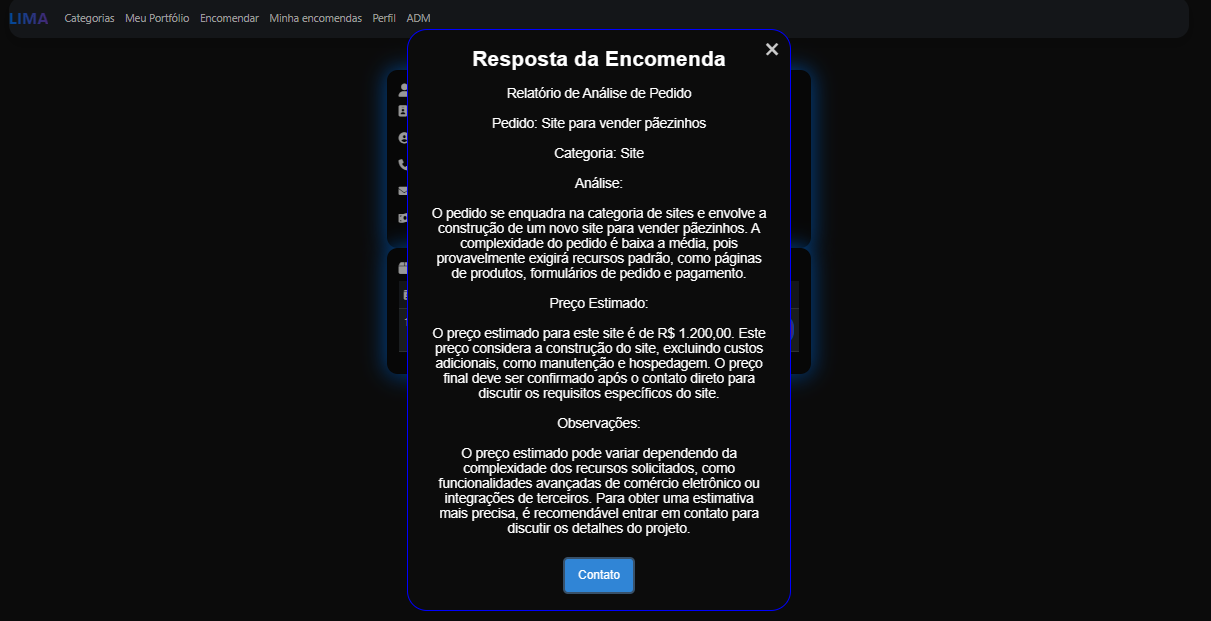 LIMA Categorias Meu Portfólio Encomendar Minha encomendas Perfil ADM
×
Resposta da Encomenda
Relatório de Análise de Pedido
Pedido: Site para vender pãezinhos
Categoria: Site
Análise:
O pedido se enquadra na categoria de sites e envolve a
construção de um novo site para vender pãezinhos. A
complexidade do pedido é baixa a média, pois
provavelmente exigirá recursos padrão, como páginas
de produtos, formulários de pedido e pagamento.
Preço Estimado:
O preço estimado para este site é de R$ 1.200,00. Este
preço considera a construção do site, excluindo custos
adicionais, como manutenção e hospedagem. O preço
final deve ser confirmado após o contato direto para
discutir os requisitos específicos do site.
Observações:
O preço estimado pode variar dependendo da
complexidade dos recursos solicitados, como
funcionalidades avançadas de comércio eletrônico ou
integrações de terceiros. Para obter uma estimativa
mais precisa, é recomendável entrar em contato para
discutir os detalhes do projeto.
Contato